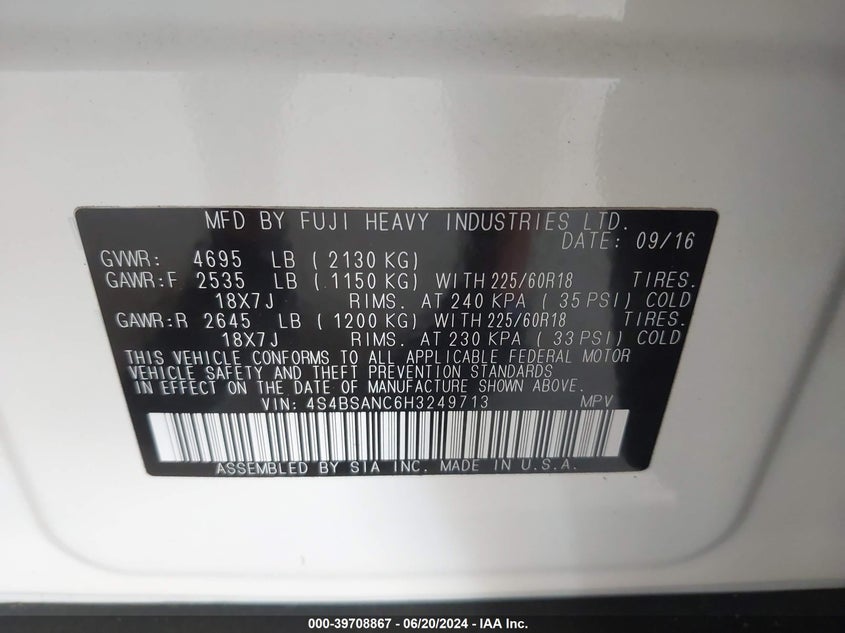 MFD BY FUJI HEAVY INDUSTRIES LTD.
DATE: 09/16
GVWR: 4695 LB ( 2130 KG)
GAWR:F 2535 LB ( 1150 KG) WITH 225/60R18 TIRES.
18X7J RIMS. AT 240 KPA ( 35 PSI) COLD
GAWR:R 2645 LB ( 1200 KG) WITH 225/60R18 TIRES.
18X7J RIMS. AT 230 KPA ( 33 PSI) COLD
THIS VEHICLE CONFORMS TO ALL APPLICABLE FEDERAL MOTOR
VEHICLE SAFETY AND THEFT PREVENTION STANDARDS
IN EFFECT ON THE DATE OF MANUFACTURE SHOWN ABOVE.
VIN: 4S4BSANC6H3249713 MPV
ASSEMBLED BY SIA INC. MADE IN U.S.A.
000-39708867 - 06/20/2024 - IAA Inc.